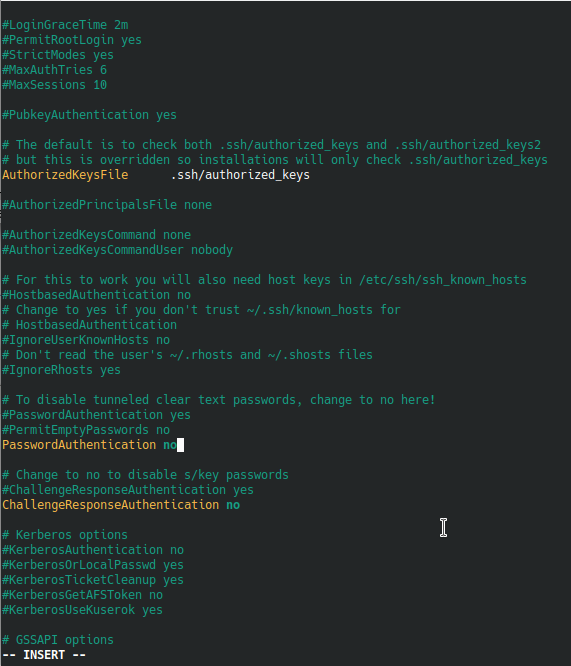 #LoginGraceTime 2m
#PermitRootLogin yes
#StrictModes yes
#MaxAuthTries 6
#MaxSessions 10
#PubkeyAuthentication yes
# The default is to check both .ssh/authorized_keys and .ssh/authorized_keys2
# but this is overridden so installations will only check .ssh/authorized_keys
AuthorizedKeysFile      .ssh/authorized_keys
#AuthorizedPrincipalsFile none
#AuthorizedKeysCommand none
#AuthorizedKeysCommandUser nobody
# For this to work you will also need host keys in /etc/ssh/ssh_known_hosts
#HostbasedAuthentication no
# Change to yes if you don't trust ~/.ssh/known_hosts for
# HostbasedAuthentication
#IgnoreUserKnownHosts no
# Don't read the user's ~/.rhosts and ~/.shosts files
#IgnoreRhosts yes
# To disable tunneled clear text passwords, change to no here!
#PasswordAuthentication yes
#PermitEmptyPasswords no
PasswordAuthentication no
# Change to no to disable s/key passwords
#ChallengeResponseAuthentication yes
ChallengeResponseAuthentication no
# Kerberos options
#KerberosAuthentication no
#KerberosOrLocalPasswd yes
#KerberosTicketCleanup yes
#KerberosGetAFSToken no
#KerberosUseKuserok yes
# GSSAPI options
-- INSERT --